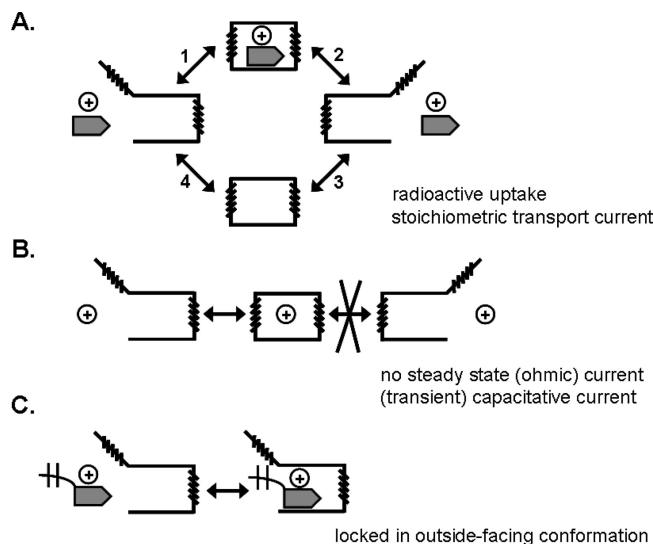 A.
+
1
2
+
+
4
3
radioactive uptake
stoichiometric transport current
B.
+
+
+
no steady state (ohmic) current
(transient) capacitative current
C.
+
+
locked in outside-facing conformation